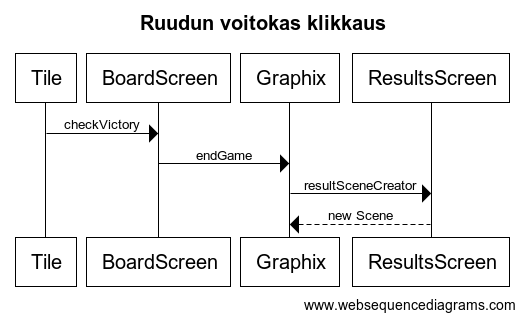 Ruudun voitokas klikkaus
Tile BoardScreen Graphix ResultsScreen
checkVictory
endGame
resultSceneCreator
new Scene
Tile BoardScreen Graphix ResultsScreen
www.websequencediagrams.com